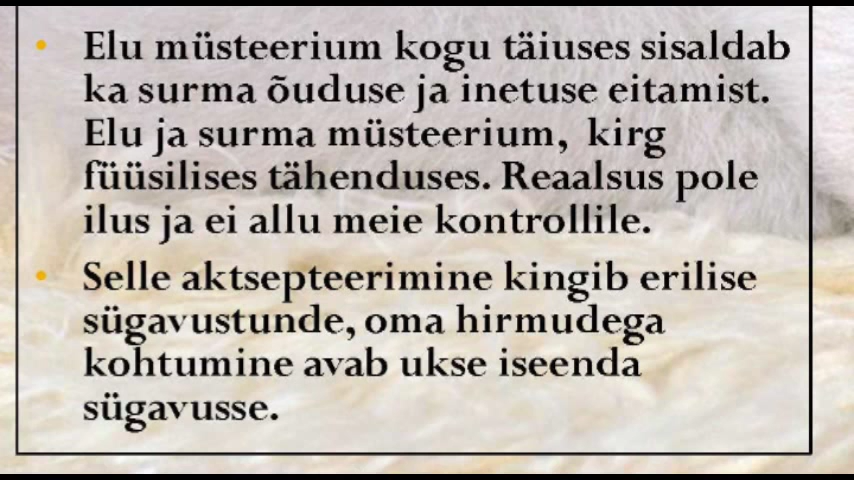 • Elu müsteerium kogu täiuses sisaldab
ka surma õuduse ja inetuse eitamist.
Elu ja surma müsteerium, kirg
füüsilises tähenduses. Reaalsus pole
ilus ja ei allu meie kontrollile.
• Selle aktsepteerimine kingib erilise
sügavustunde, oma hirmudega
kohtumine avab ukse iseenda
sügavusse.